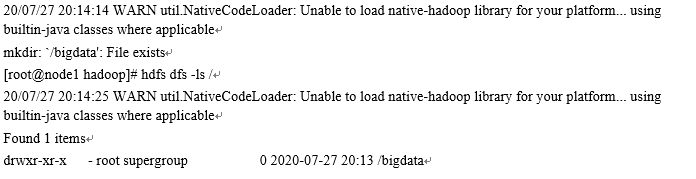 20/07/27 20:14:14 WARN util.NativeCodeLoader: Unable to load native-hadoop library for your platform... using
builtin-java classes where applicable↵
mkdir: `/bigdata': File exists↵
[root@node1 hadoop]# hdfs dfs -ls /↵
20/07/27 20:14:25 WARN util.NativeCodeLoader: Unable to load native-hadoop library for your platform... using
builtin-java classes where applicable↵
Found 1 items↵
drwxr-xr-x - root supergroup 0 2020-07-27 20:13 /bigdata↵